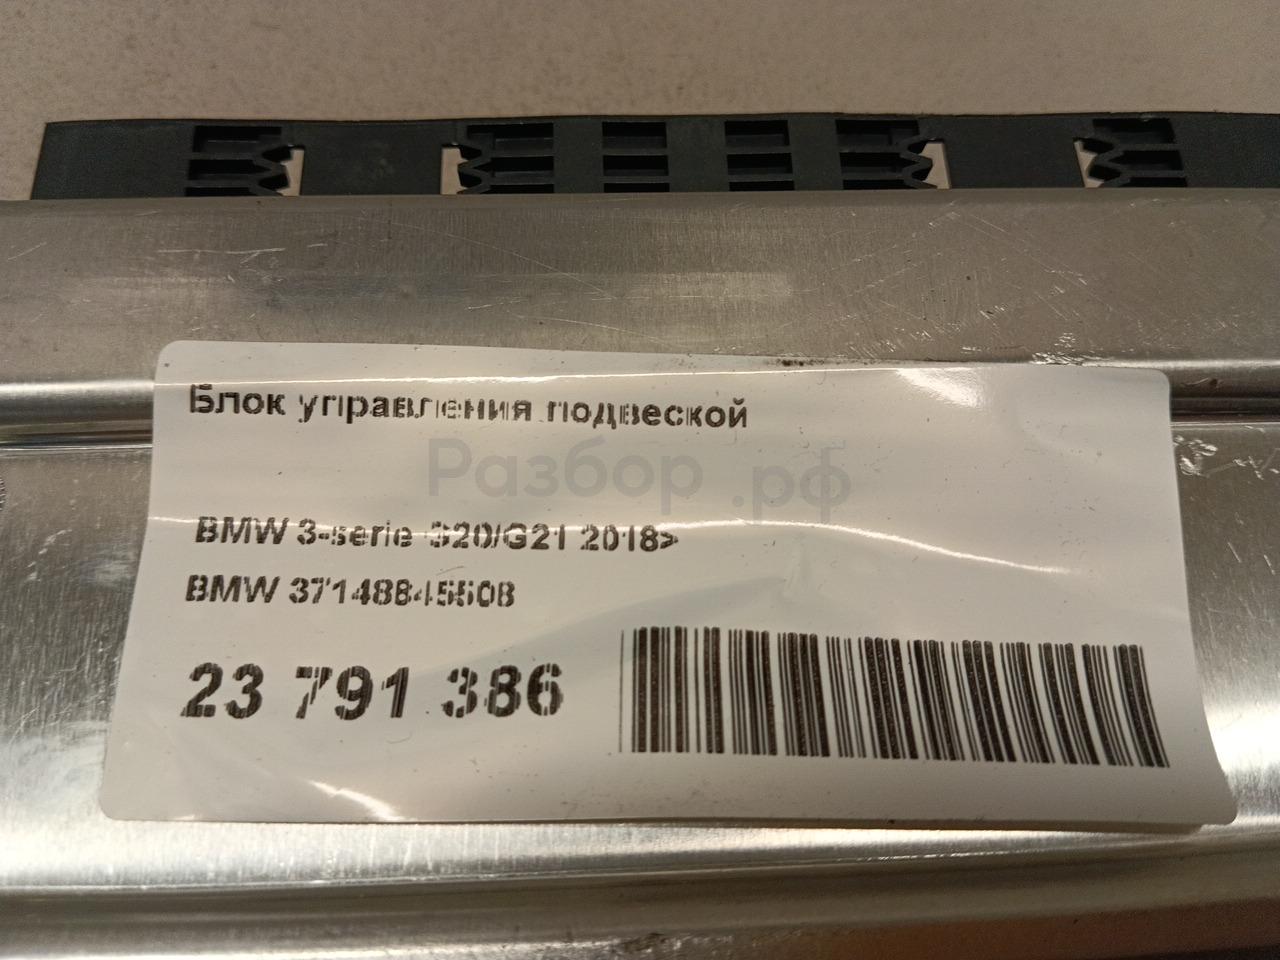 Блок управления подвеской
Разбор.рф
BMW 3-serie G20/G21 2018>
BMW 37148845508
23 791 386